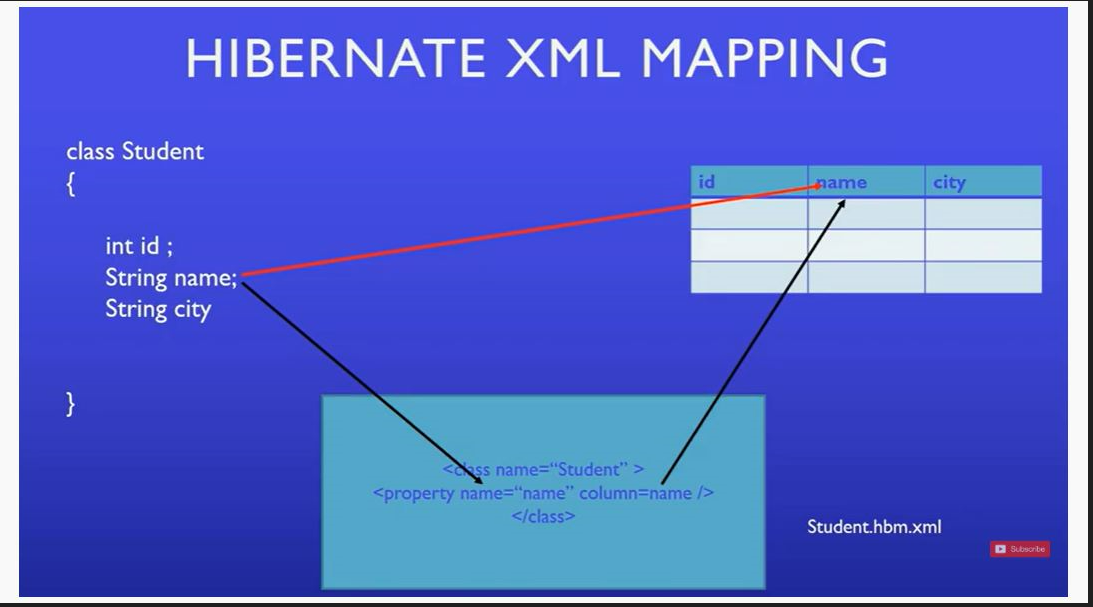 HIBERNATE XML MAPPING
class Student
{
int id ;
String name;
String city
}
id name city
<class name=“Student” >
<property name=“name” column=name />
</class>
Student.hbm.xml
Subscribe